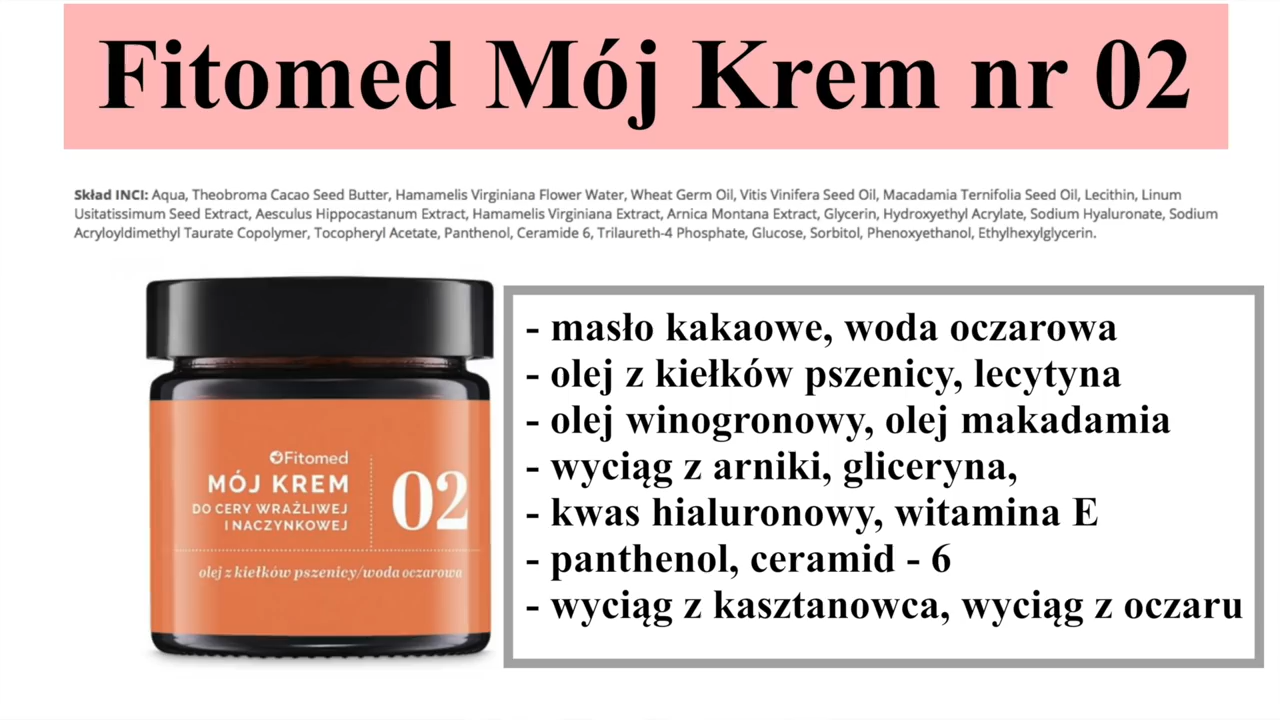 Fitomed Mój Krem nr 02
Skład INCI: Aqua, Theobroma Cacao Seed Butter, Hamamelis Virginiana Flower Water, Wheat Germ Oil, Vitis Vinifera Seed Oil, Macadamia Ternifolia Seed Oil, Lecithin, Linum
Usitatissimum Seed Extract, Aesculus Hippocastanum Extract, Hamamelis Virginiana Extract, Arnica Montana Extract, Glycerin, Hydroxyethyl Acrylate, Sodium Hyaluronate, Sodium
Acryloyldimethyl Taurate Copolymer, Tocopheryl Acetate, Panthenol, Ceramide 6, Trilaureth-4 Phosphate, Glucose, Sorbitol, Phenoxyethanol, Ethylhexylglycerin.
Fitomed
MÓJ KREM
DO CERY WRAŻLIWEJ
I NACZYNKOWEJ
02
olej z kiełków pszenicy/woda oczarowa
- masło kakaowe, woda oczarowa
- olej z kiełków pszenicy, lecytyna
- olej winogronowy, olej makadamia
- wyciąg z arniki, gliceryna,
- kwas hialuronowy, witamina E
- panthenol, ceramid - 6
- wyciąg z kasztanowca, wyciąg z oczaru